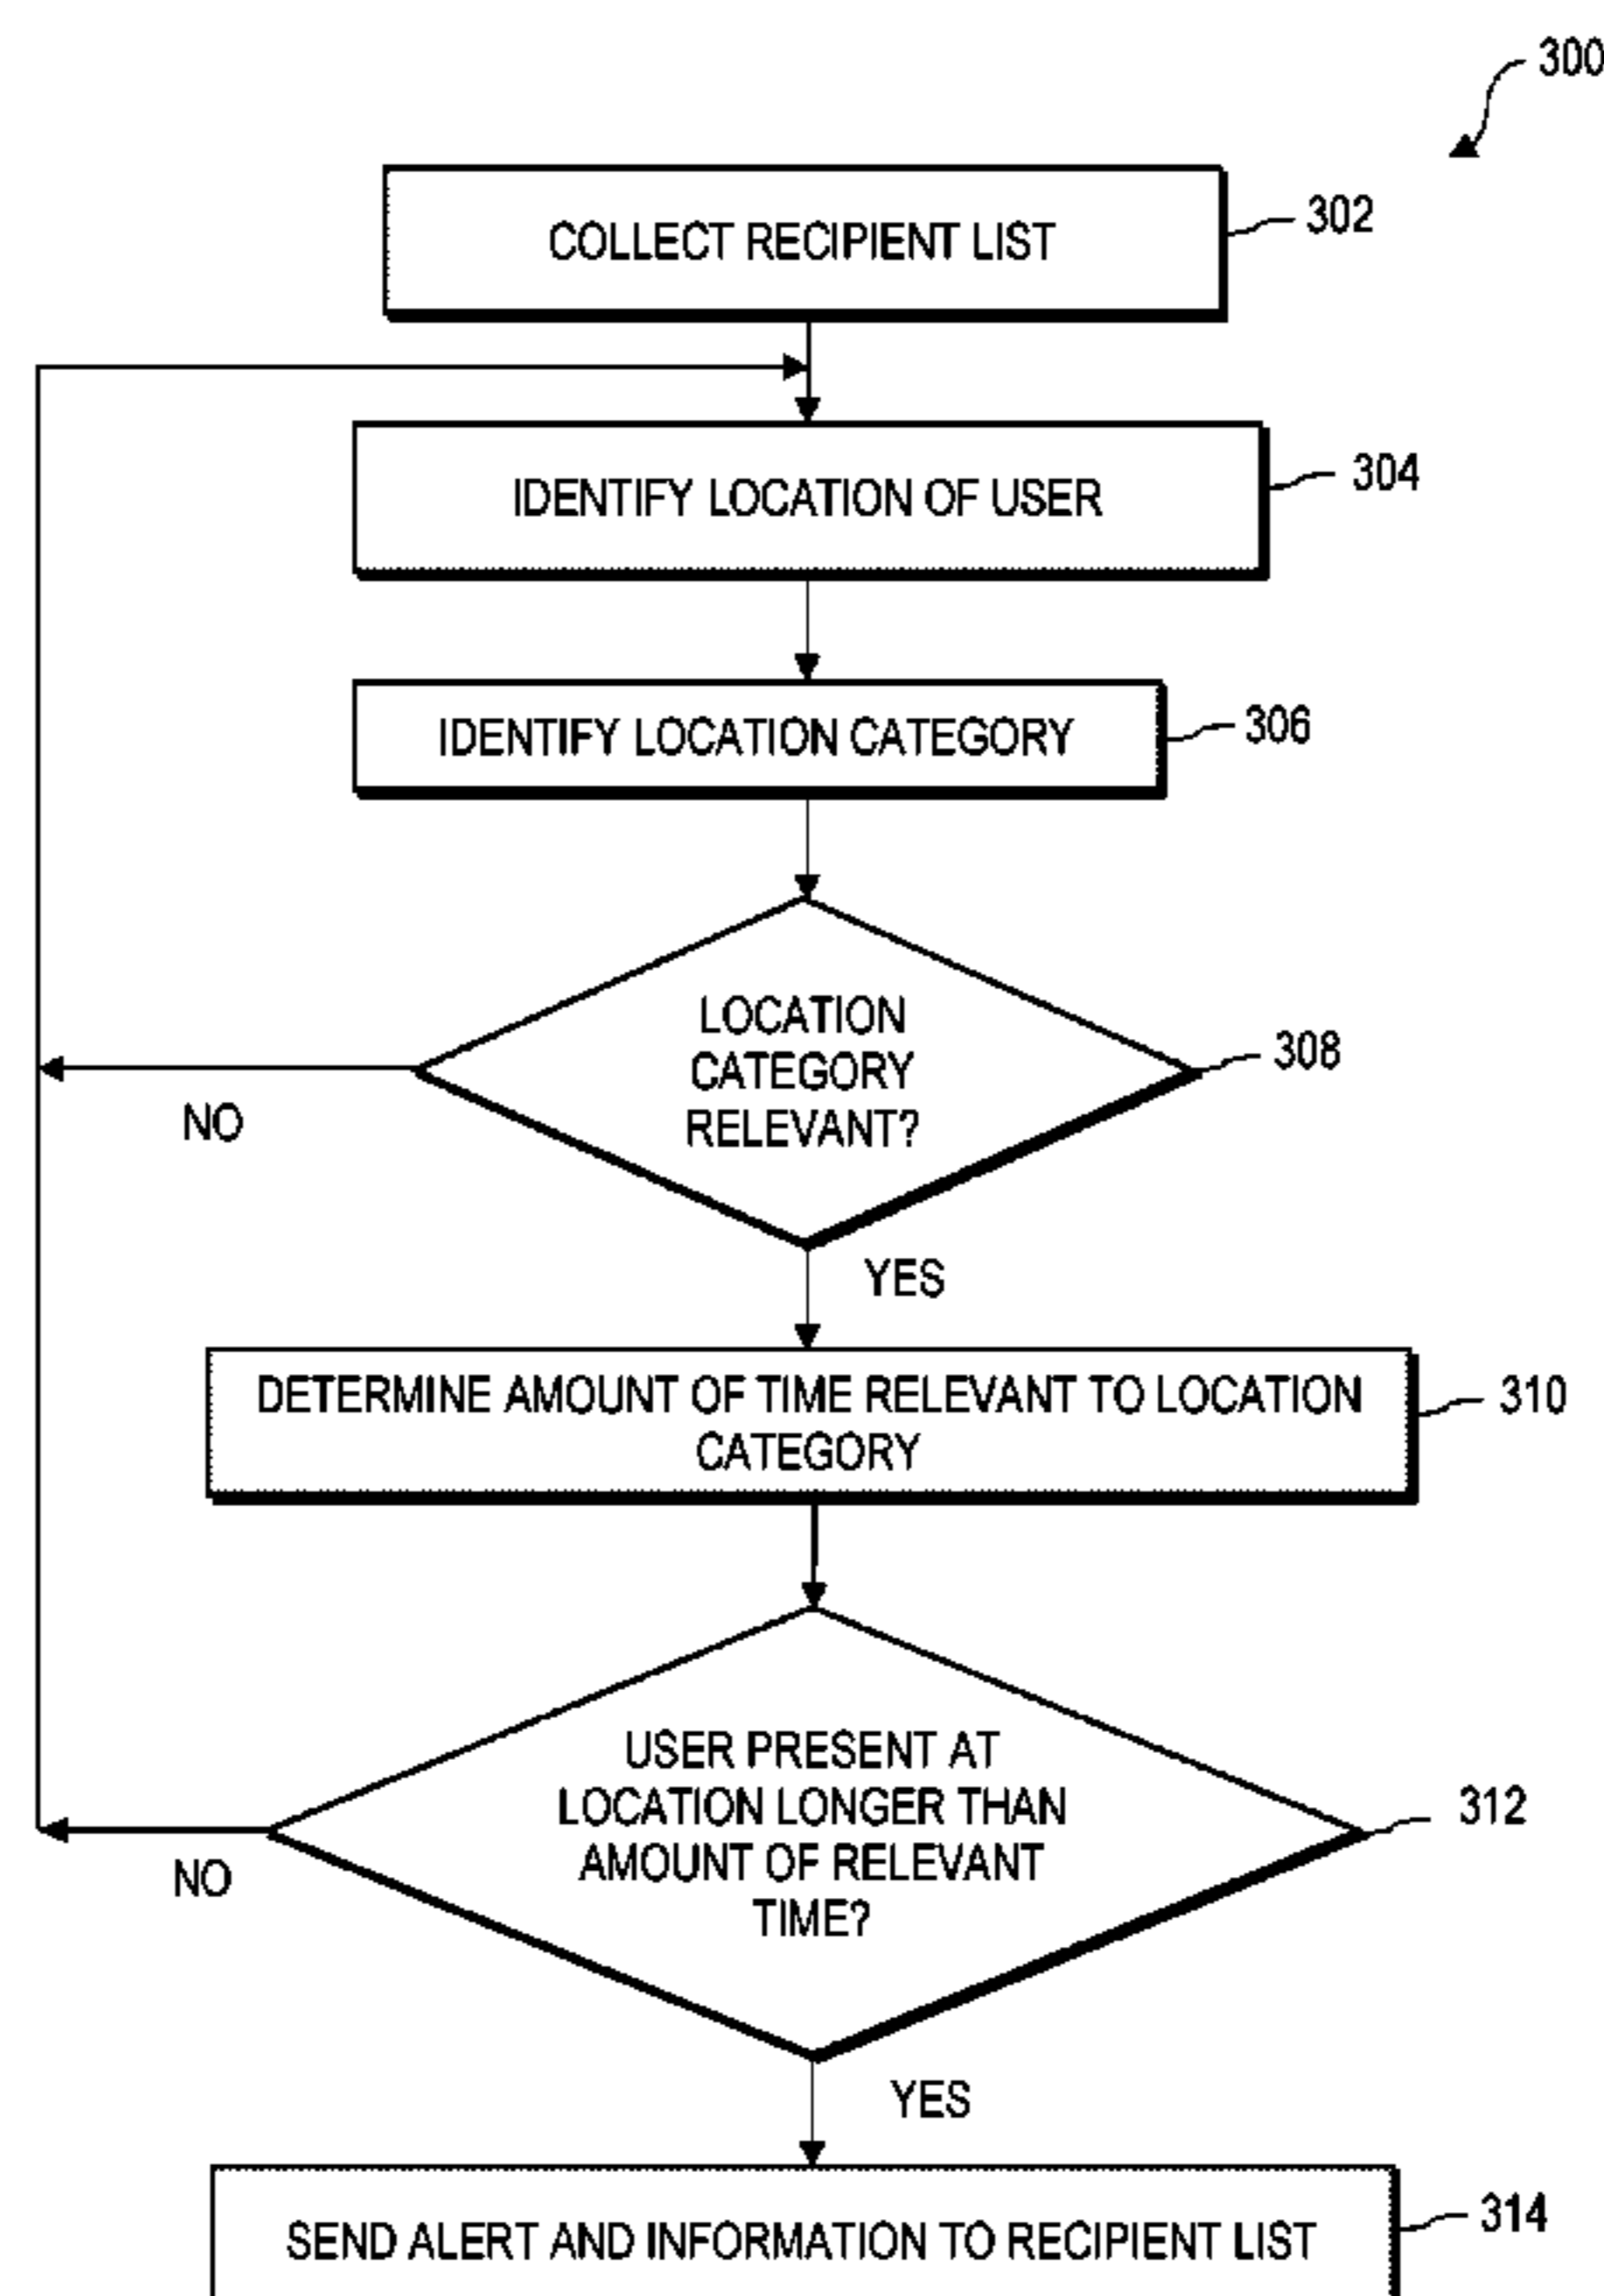 300
COLLECT RECIPIENT LIST
302
IDENTIFY LOCATION OF USER
304
IDENTIFY LOCATION CATEGORY
306
LOCATION
CATEGORY
RELEVANT?
308
NO
YES
DETERMINE AMOUNT OF TIME RELEVANT TO LOCATION
CATEGORY
310
USER PRESENT AT
LOCATION LONGER THAN
AMOUNT OF RELEVANT
TIME?
312
NO
YES
SEND ALERT AND INFORMATION TO RECIPIENT LIST
314